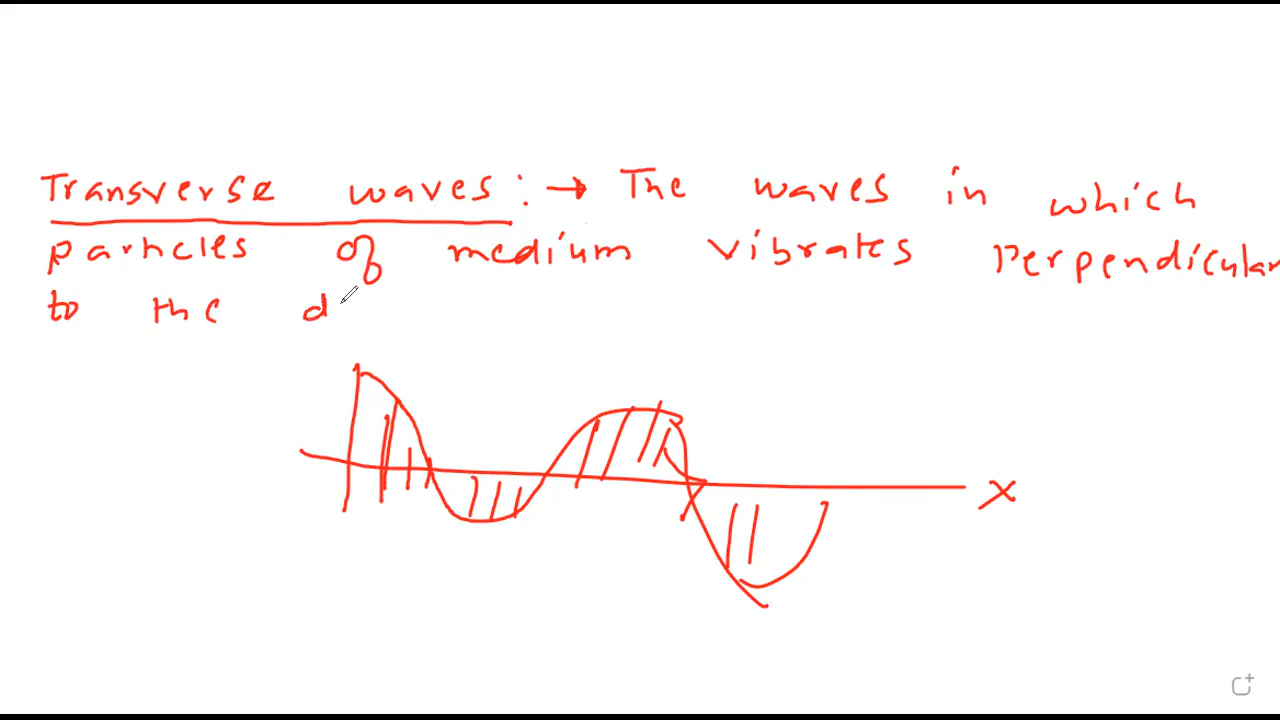 Transverse waves: → The waves in which
particles of medium vibrates perpendicular
to the d
x